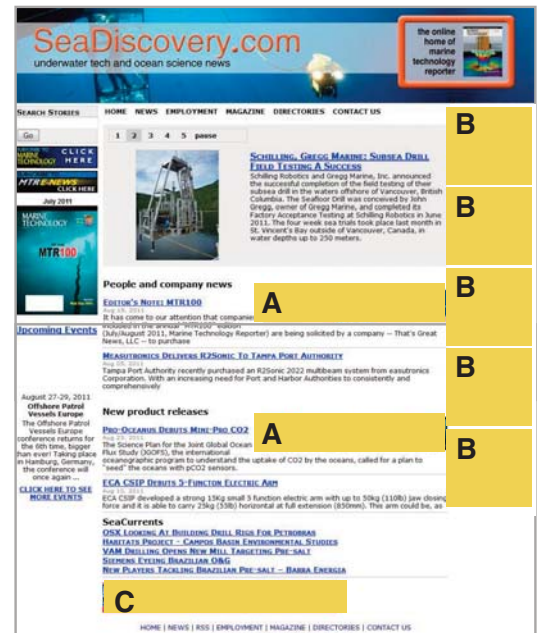 SeaDiscovery.com
underwater tech and ocean science news
the online
home of
marine
technology
reporter
SEARCH STORIES
HOME NEWS EMPLOYMENT MAGAZINE DIRECTORIES CONTACT US
Go
1 2 3 4 5 pause
CLICK
HERE
MTR E-NEWS
CLICK HERE
July 2011
MARINE
TECHNOLOGY
MTR100
SCHILLING, GREGG MARINE: SUBSEA DRILL
FIELD TESTING A SUCCESS
Schilling Robotics and Gregg Marine, Inc. announced
the successful completion of the field testing of their
subsea drill in the waters offshore of Vancouver, British
Columbia. The Seafloor Drill was conceived by John
Gregg, owner of Gregg Marine, and completed its
Factory Acceptance Testing at Schilling Robotics in June
2011. The four week sea trials took place last month in
St. Vincent's Bay outside of Vancouver, Canada, in
water depths up to 250 meters.
B
B
B
B
B
People and company news
EDITOR'S NOTE: MTR100
Aug 19, 2011
It has come to our attention that companies
A
included in the annual "MTR100" edition
(July/August 2011, Marine Technology Reporter) are being solicited by a company -- That's Great
News, LLC -- to purchase
MEASUTRONICS DELIVERS R2SONIC TO TAMPA PORT AUTHORITY
Tampa Port Authority recently purchased an R2Sonic 2022 multibeam system from easutronics
Corporation. With an increasing need for Port and Harbor Authorities to consistently and
comprehensively
Upcoming Events
August 27-29, 2011
Offshore Patrol
Vessels Europe
The Offshore Patrol
Vessels Europe
conference returns for
the 6th time, bigger
than ever! Taking place
in Hamburg, Germany,
the conference will
once again ...
CLICK HERE TO SEE
MORE EVENTS
New product releases
PRO-OCEANUS DEBUTS MINI-PRO CO2
Aug 23, 2011
The Science Plan for the Joint Global Ocean
A
Flux Study (JGOFS), the international
oceanographic program to understand the uptake of CO2 by the oceans, called for a plan to
"seed" the oceans with pCO2 sensors.
ECA CSIP DEBUTS 5-FUNCTON ELECTRIC ARM
Aug 10, 2011
ECA CSIP developed a strong 15Kg small 5 function electric arm with up to 50kg (110lb) jaw closing
force and it is able to carry 25kg (55lb) horizontal at full extension (850mm). This arm could be, as
SeaCurrents
OSX LOOKING AT BUILDING DRILL RIGS FOR PETROBRAS
HABITATS PROJECT - CAMPOS BASIN ENVIRONMENTAL STUDIES
VAM DRILLING OPENS NEW MILL TARGETING PRE-SALT
SIEMENS EYEING BRAZILIAN O&G
NEW PLAYERS TACKLING BRAZILIAN PRE-SALT – BARRA ENERGIA
C
HOME | NEWS | RSS | EMPLOYMENT | MAGAZINE | DIRECTORIES | CONTACT US